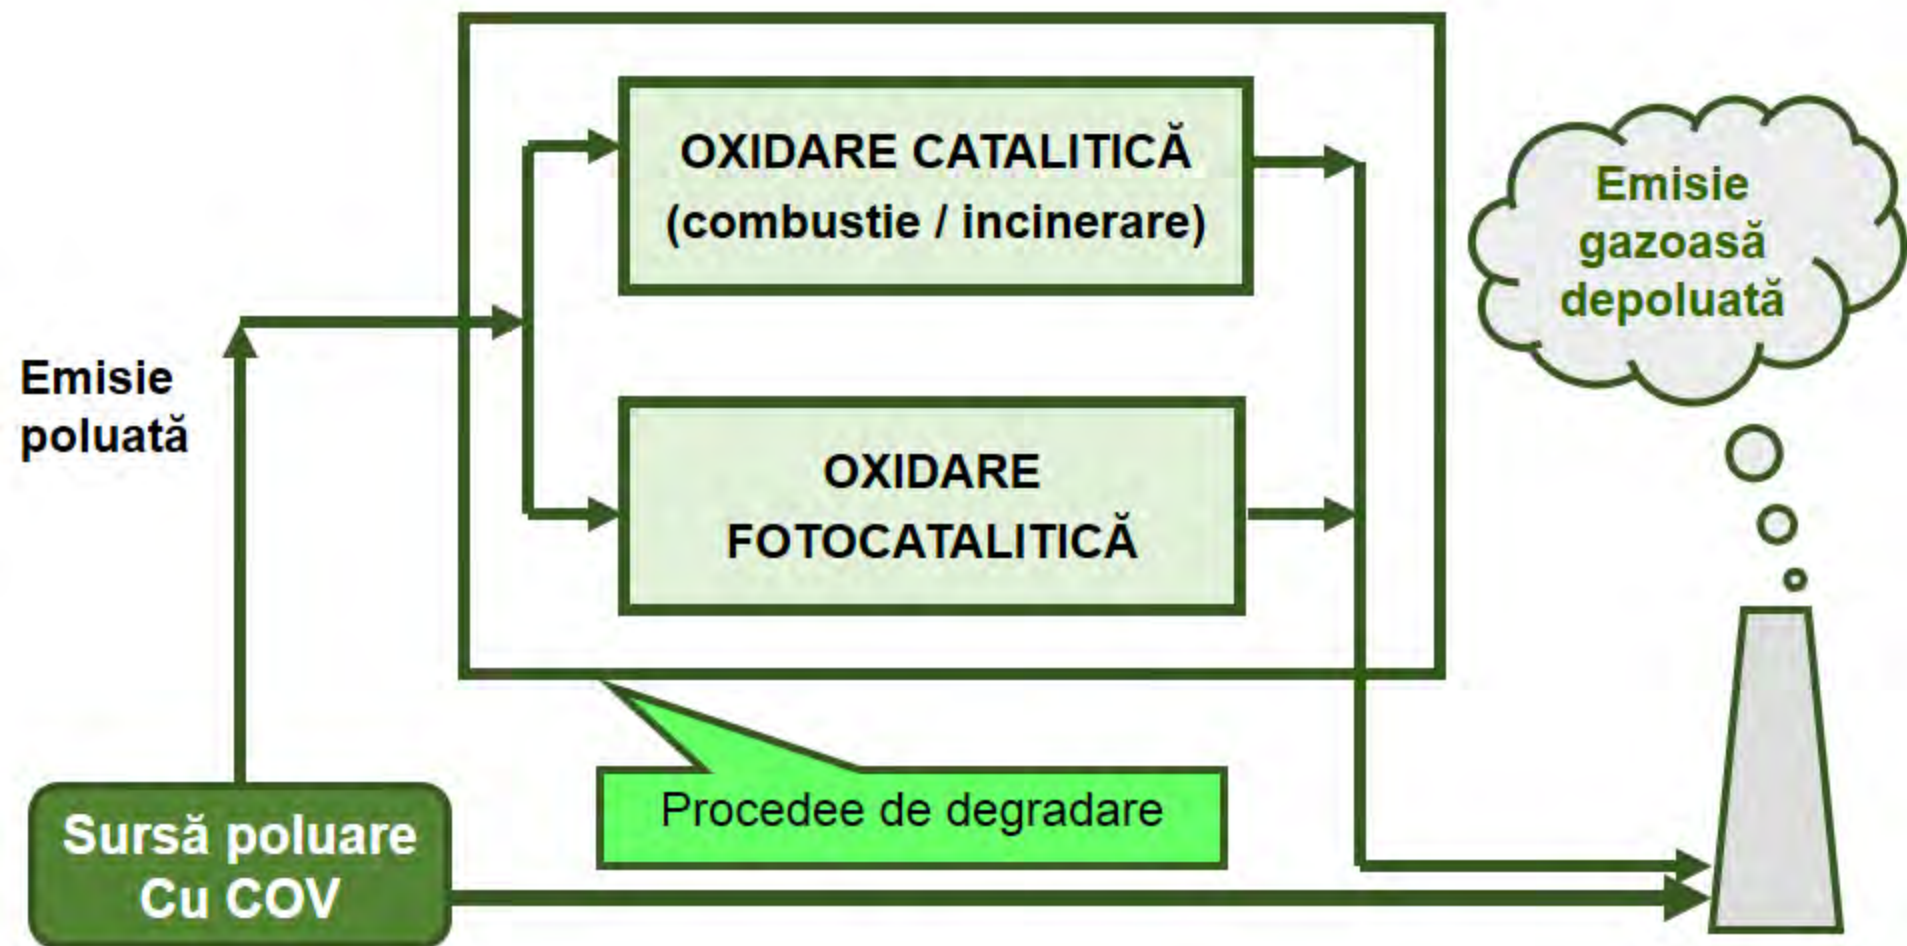 OXIDARE CATALITICĂ
(combustie / incinerare)
Emisie
gazoasă
depoluată
Emisie
poluată
OXIDARE
FOTOCATALITICĂ
Procedee de degradare
Sursă poluare
Cu COV